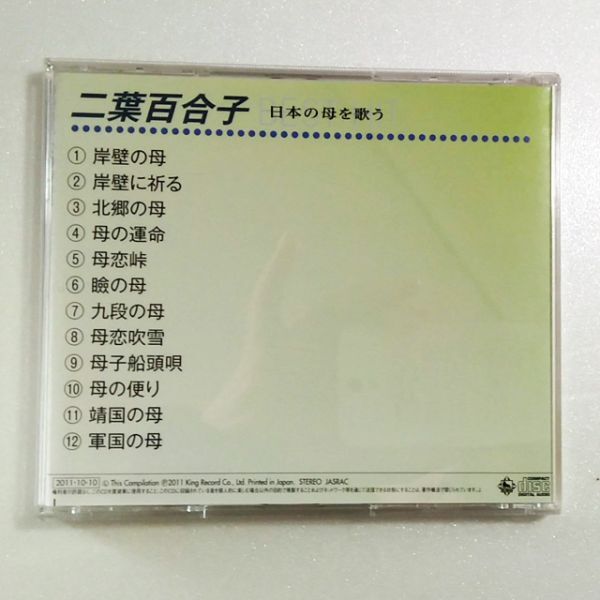 二葉百合子 日本の母を歌う
① 岸壁の母
② 岸壁に祈る
③ 北郷の母
④ 母の運命
⑤ 母恋峠
⑥ 瞼の母
⑦ 九段の母
⑧ 母恋吹雪
⑨ 母子船頭唄
⑩ 母の便り
⑪ 靖国の母
⑫ 軍国の母
2011・10・10 © This Compilation ℗2011 King Record Co., Ltd. Printed in Japan. STEREO JASRAC
COMPACT
disc
DIGITAL AUDIO